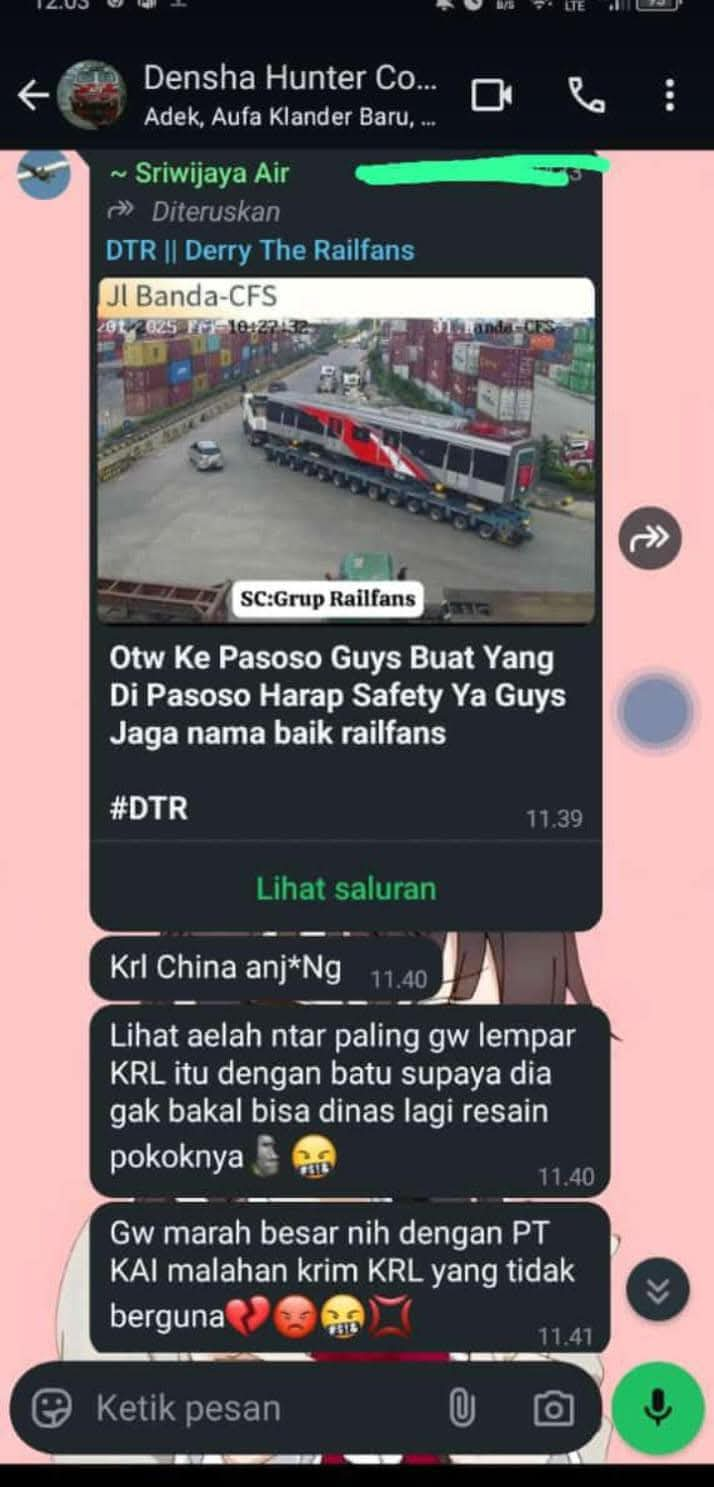 12.03
LTE
95
Densha Hunter Co...
Adek, Aufa Klander Baru, ...
~ Sriwijaya Air
Diteruskan
DTR || Derry The Railfans
Jl Banda-CFS
/01/2025 Fri 10:27:32
Jl.Banda-CFS
SC:Grup Railfans
Otw Ke Pasoso Guys Buat Yang
Di Pasoso Harap Safety Ya Guys
Jaga nama baik railfans
#DTR
11.39
Lihat saluran
Krl China anj*Ng
11.40
Lihat aelah ntar paling gw lempar
KRL itu dengan batu supaya dia
gak bakal bisa dinas lagi resain
pokoknya🗿🤬
11.40
Gw marah besar nih dengan PT
KAI malahan krim KRL yang tidak
berguna💔😡🤬💢
11.41
Ketik pesan